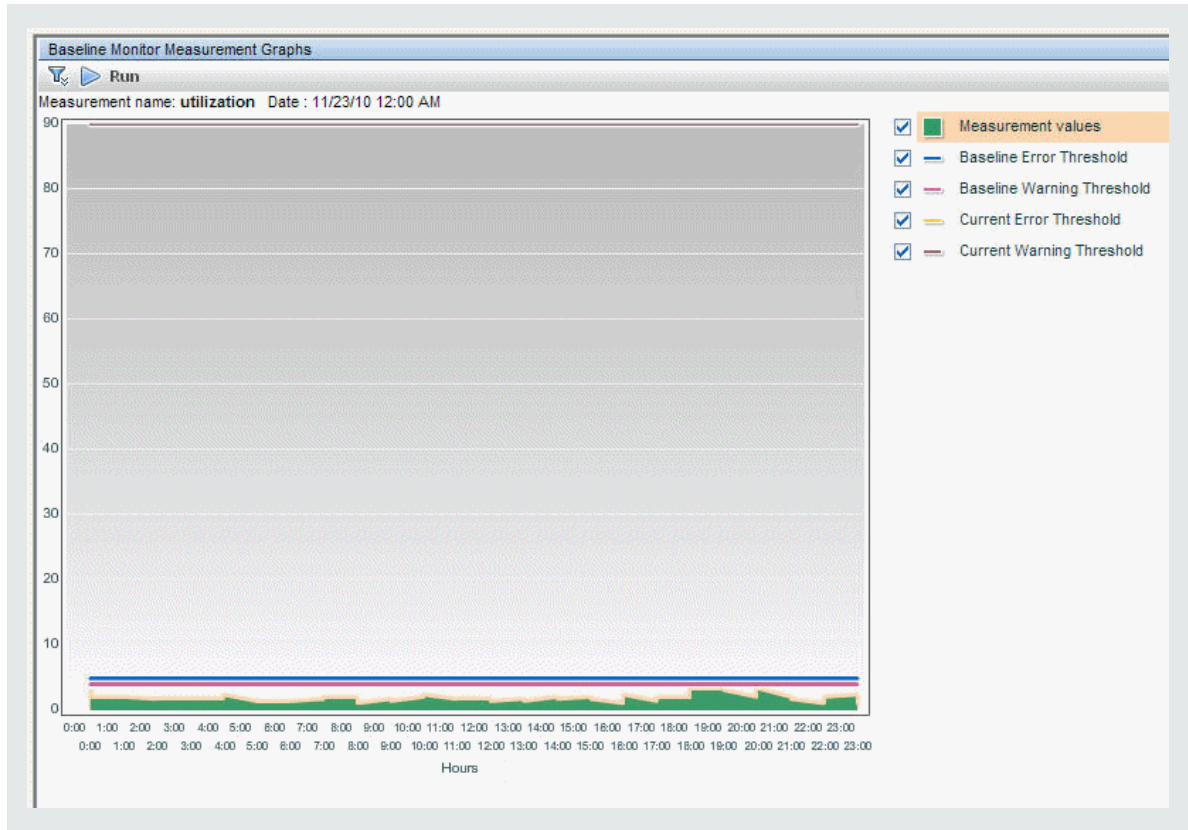 Baseline Monitor Measurement Graphs
Run
Measurement name: utilization Date : 11/23/10 12:00 AM
90
80
70
60
50
40
30
20
10
0
0:00 1:00 2:00 3:00 4:00 5:00 6:00 7:00 8:00 9:00 10:00 11:00 12:00 13:00 14:00 15:00 16:00 17:00 18:00 19:00 20:00 21:00 22:00 23:00
0:00 1:00 2:00 3:00 4:00 5:00 6:00 7:00 8:00 9:00 10:00 11:00 12:00 13:00 14:00 15:00 16:00 17:00 18:00 19:00 20:00 21:00 22:00 23:00
Hours
Measurement values
Baseline Error Threshold
Baseline Warning Threshold
Current Error Threshold
Current Warning Threshold